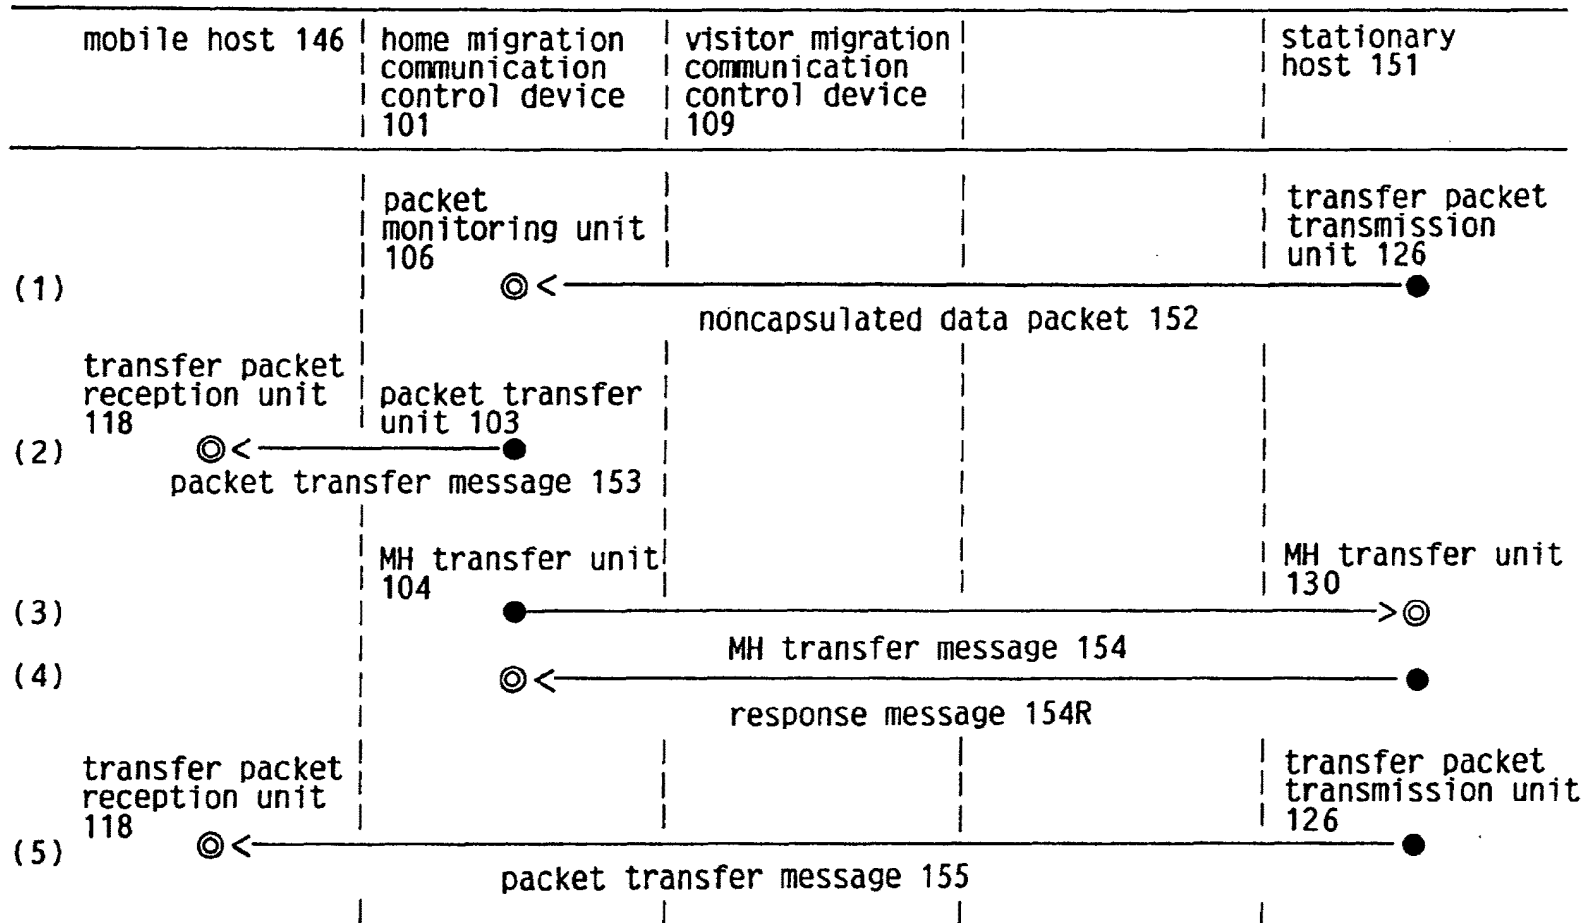 mobile host 146
home migration
communication
control device
101
visitor migration
communication
control device
109
stationary
host 151
packet
monitoring unit
106
transfer packet
transmission
unit 126
(1)
noncapsulated data packet 152
transfer packet
reception unit
118
packet transfer
unit 103
(2)
packet transfer message 153
MH transfer unit
104
MH transfer unit
130
(3)
MH transfer message 154
(4)
response message 154R
transfer packet
reception unit
118
transfer packet
transmission unit
126
(5)
packet transfer message 155